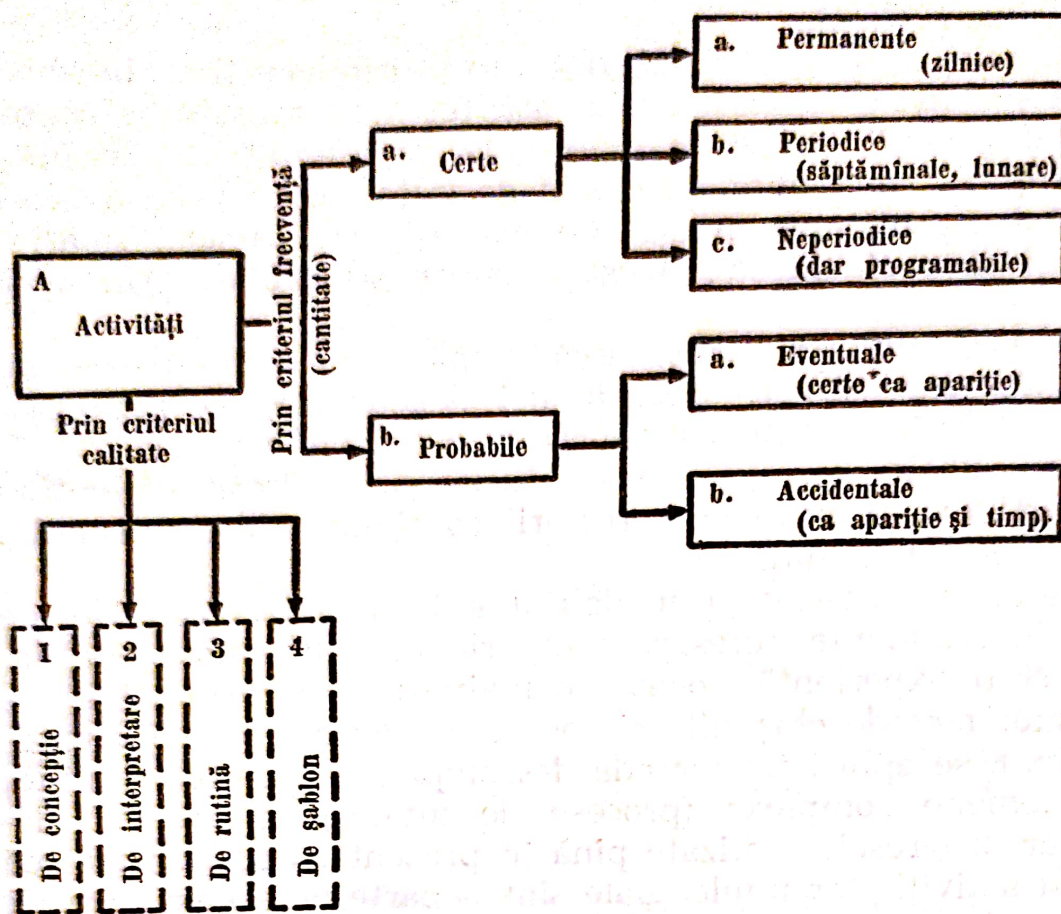 A
Activități
Prin criteriul frecvență
(cantitate)
a. Certe
a. Permanente
(zilnice)
b. Periodice
(săptămînale, lunare)
c. Neperiodice
(dar programabile)
b. Probabile
a. Eventuale
(certe ca apariție)
b. Accidentale
(ca apariție și timp)
Prin criteriul
calitate
1
De concepție
2
De interpretare
3
De rutină
4
De șablon